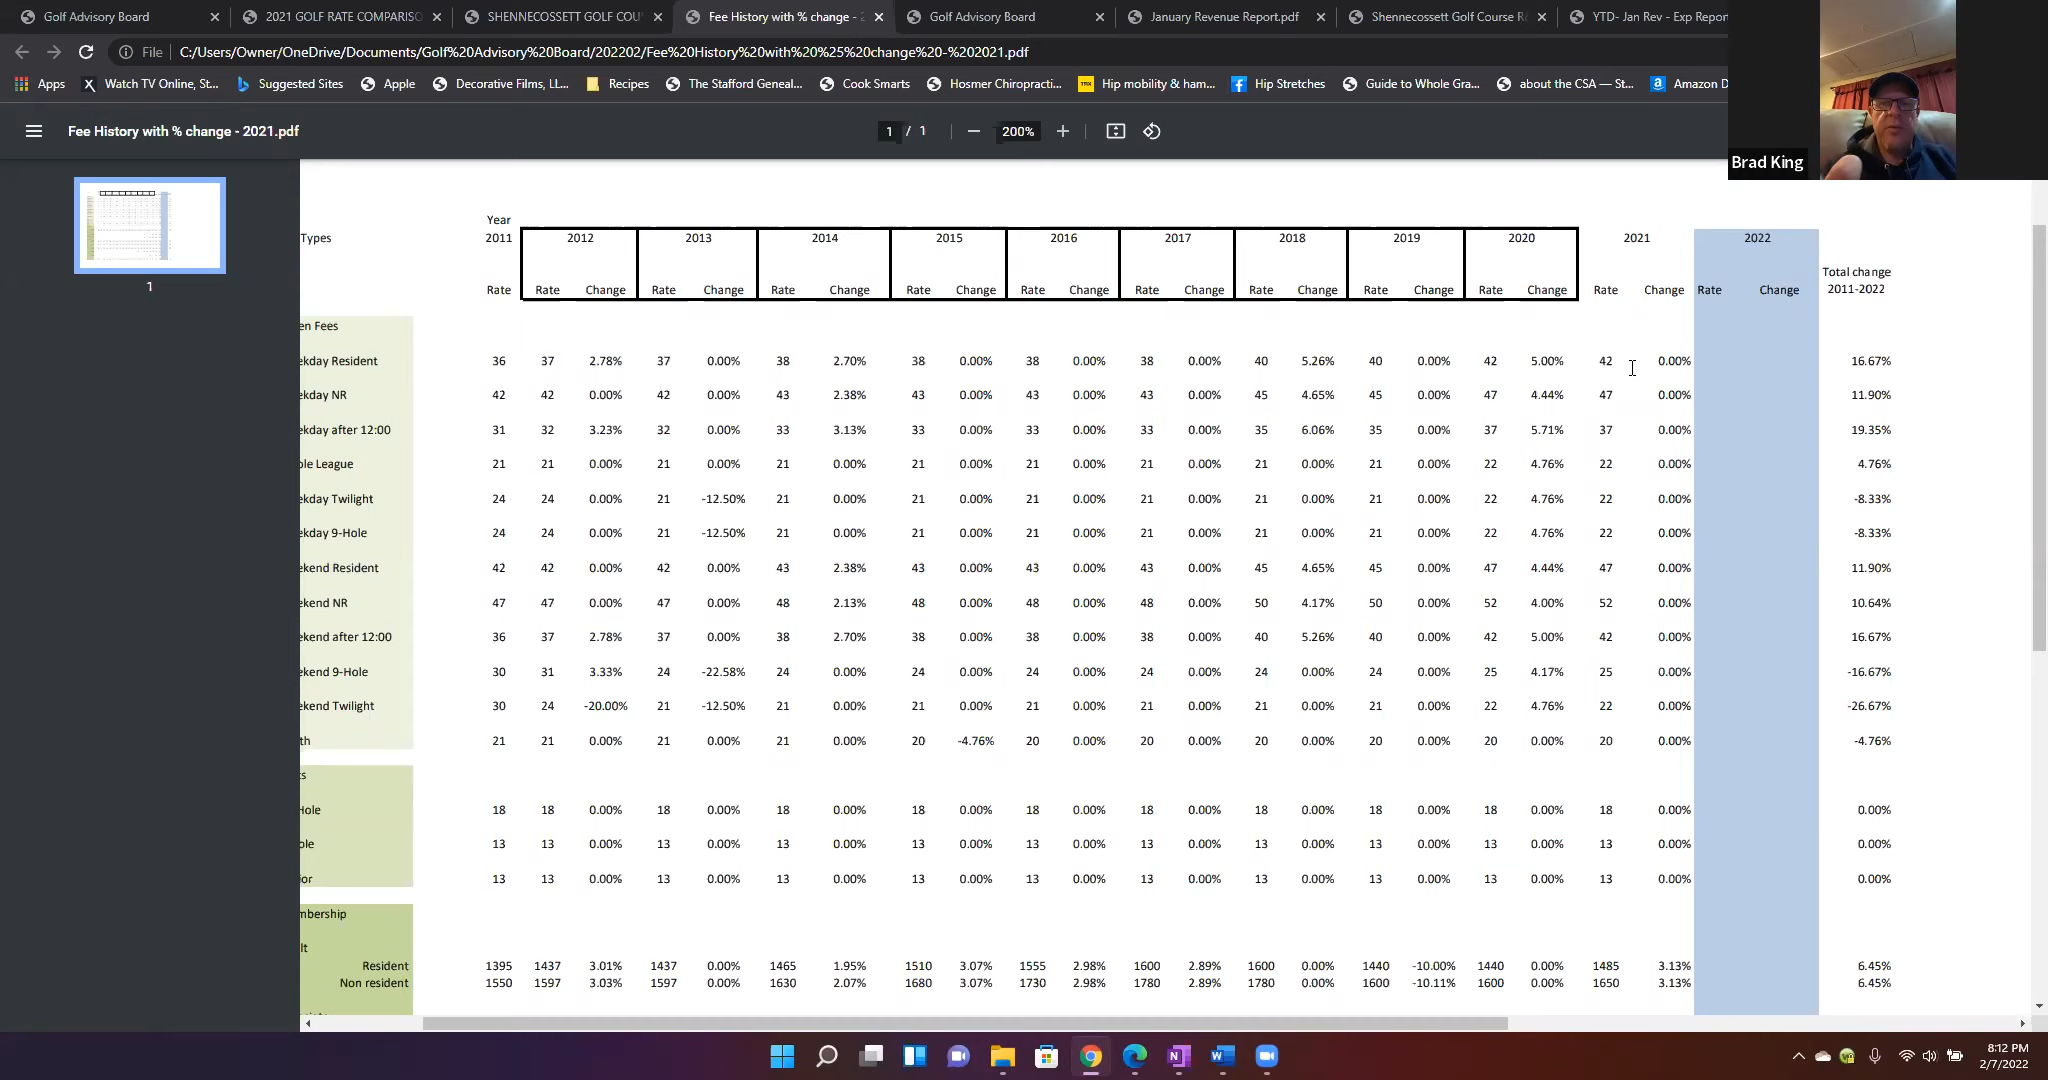 Golf Advisory Board
2021 GOLF RATE COMPARISO
SHENNECOSSETT GOLF COU
Fee History with % change - 2
Golf Advisory Board
January Revenue Report.pdf
Shennecossett Golf Course R
YTD- Jan Rev - Exp Report
File C:/Users/Owner/OneDrive/Documents/Golf%20Advisory%20Board/202202/Fee%20History%20with%20%25%20change%20-%202021.pdf
Apps Watch TV Online, St... Suggested Sites Apple Decorative Films, LL... Recipes The Stafford Geneal... Cook Smarts Hosmer Chiropracti... Hip mobility & ham... Hip Stretches Guide to Whole Gra... about the CSA — St... Amazon D
Fee History with % change - 2021.pdf 1 / 1 200%
Brad King
1
Year
Types 2011 2012 2013 2014 2015 2016 2017 2018 2019 2020 2021 2022
Total change
Rate Rate Change Rate Change Rate Change Rate Change Rate Change Rate Change Rate Change Rate Change Rate Change Rate Change Rate Change 2011-2022
en Fees
ekday Resident 36 37 2.78% 37 0.00% 38 2.70% 38 0.00% 38 0.00% 38 0.00% 40 5.26% 40 0.00% 42 5.00% 42 0.00% 16.67%
ekday NR 42 42 0.00% 42 0.00% 43 2.38% 43 0.00% 43 0.00% 43 0.00% 45 4.65% 45 0.00% 47 4.44% 47 0.00% 11.90%
ekday after 12:00 31 32 3.23% 32 0.00% 33 3.13% 33 0.00% 33 0.00% 33 0.00% 35 6.06% 35 0.00% 37 5.71% 37 0.00% 19.35%
ole League 21 21 0.00% 21 0.00% 21 0.00% 21 0.00% 21 0.00% 21 0.00% 21 0.00% 21 0.00% 22 4.76% 22 0.00% 4.76%
ekday Twilight 24 24 0.00% 21 -12.50% 21 0.00% 21 0.00% 21 0.00% 21 0.00% 21 0.00% 21 0.00% 22 4.76% 22 0.00% -8.33%
ekday 9-Hole 24 24 0.00% 21 -12.50% 21 0.00% 21 0.00% 21 0.00% 21 0.00% 21 0.00% 21 0.00% 22 4.76% 22 0.00% -8.33%
ekend Resident 42 42 0.00% 42 0.00% 43 2.38% 43 0.00% 43 0.00% 43 0.00% 45 4.65% 45 0.00% 47 4.44% 47 0.00% 11.90%
ekend NR 47 47 0.00% 47 0.00% 48 2.13% 48 0.00% 48 0.00% 48 0.00% 50 4.17% 50 0.00% 52 4.00% 52 0.00% 10.64%
ekend after 12:00 36 37 2.78% 37 0.00% 38 2.70% 38 0.00% 38 0.00% 38 0.00% 40 5.26% 40 0.00% 42 5.00% 42 0.00% 16.67%
ekend 9-Hole 30 31 3.33% 24 -22.58% 24 0.00% 24 0.00% 24 0.00% 24 0.00% 24 0.00% 24 0.00% 25 4.17% 25 0.00% -16.67%
ekend Twilight 30 24 -20.00% 21 -12.50% 21 0.00% 21 0.00% 21 0.00% 21 0.00% 21 0.00% 21 0.00% 22 4.76% 22 0.00% -26.67%
th 21 21 0.00% 21 0.00% 21 0.00% 20 -4.76% 20 0.00% 20 0.00% 20 0.00% 20 0.00% 20 0.00% 20 0.00% -4.76%
ts
Hole 18 18 0.00% 18 0.00% 18 0.00% 18 0.00% 18 0.00% 18 0.00% 18 0.00% 18 0.00% 18 0.00% 18 0.00% 0.00%
ole 13 13 0.00% 13 0.00% 13 0.00% 13 0.00% 13 0.00% 13 0.00% 13 0.00% 13 0.00% 13 0.00% 13 0.00% 0.00%
ior 13 13 0.00% 13 0.00% 13 0.00% 13 0.00% 13 0.00% 13 0.00% 13 0.00% 13 0.00% 13 0.00% 13 0.00% 0.00%
mbership
lt
Resident 1395 1437 3.01% 1437 0.00% 1465 1.95% 1510 3.07% 1555 2.98% 1600 2.89% 1600 0.00% 1440 -10.00% 1440 0.00% 1485 3.13% 6.45%
Non resident 1550 1597 3.03% 1597 0.00% 1630 2.07% 1680 3.07% 1730 2.98% 1780 2.89% 1780 0.00% 1600 -10.11% 1600 0.00% 1650 3.13% 6.45%
8:12 PM
2/7/2022